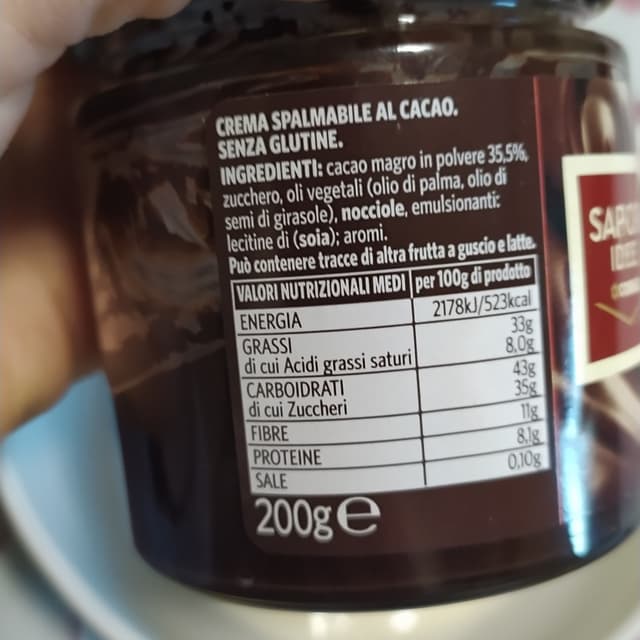 CREMA SPALMABILE AL CACAO.
SENZA GLUTINE.
INGREDIENTI: cacao magro in polvere 35,5%,
zucchero, oli vegetali (olio di palma, olio di
semi di girasole), nocciole, emulsionanti:
lecitine di (soia); aromi.
Può contenere tracce di altra frutta a guscio e latte.
VALORI NUTRIZIONALI MEDI per 100g di prodotto
ENERGIA 2178kJ/523kcal
GRASSI 33g
di cui Acidi grassi saturi 8,0g
CARBOIDRATI 43g
di cui Zuccheri 35g
FIBRE 11g
PROTEINE 8,1g
SALE 0,10g
200g e